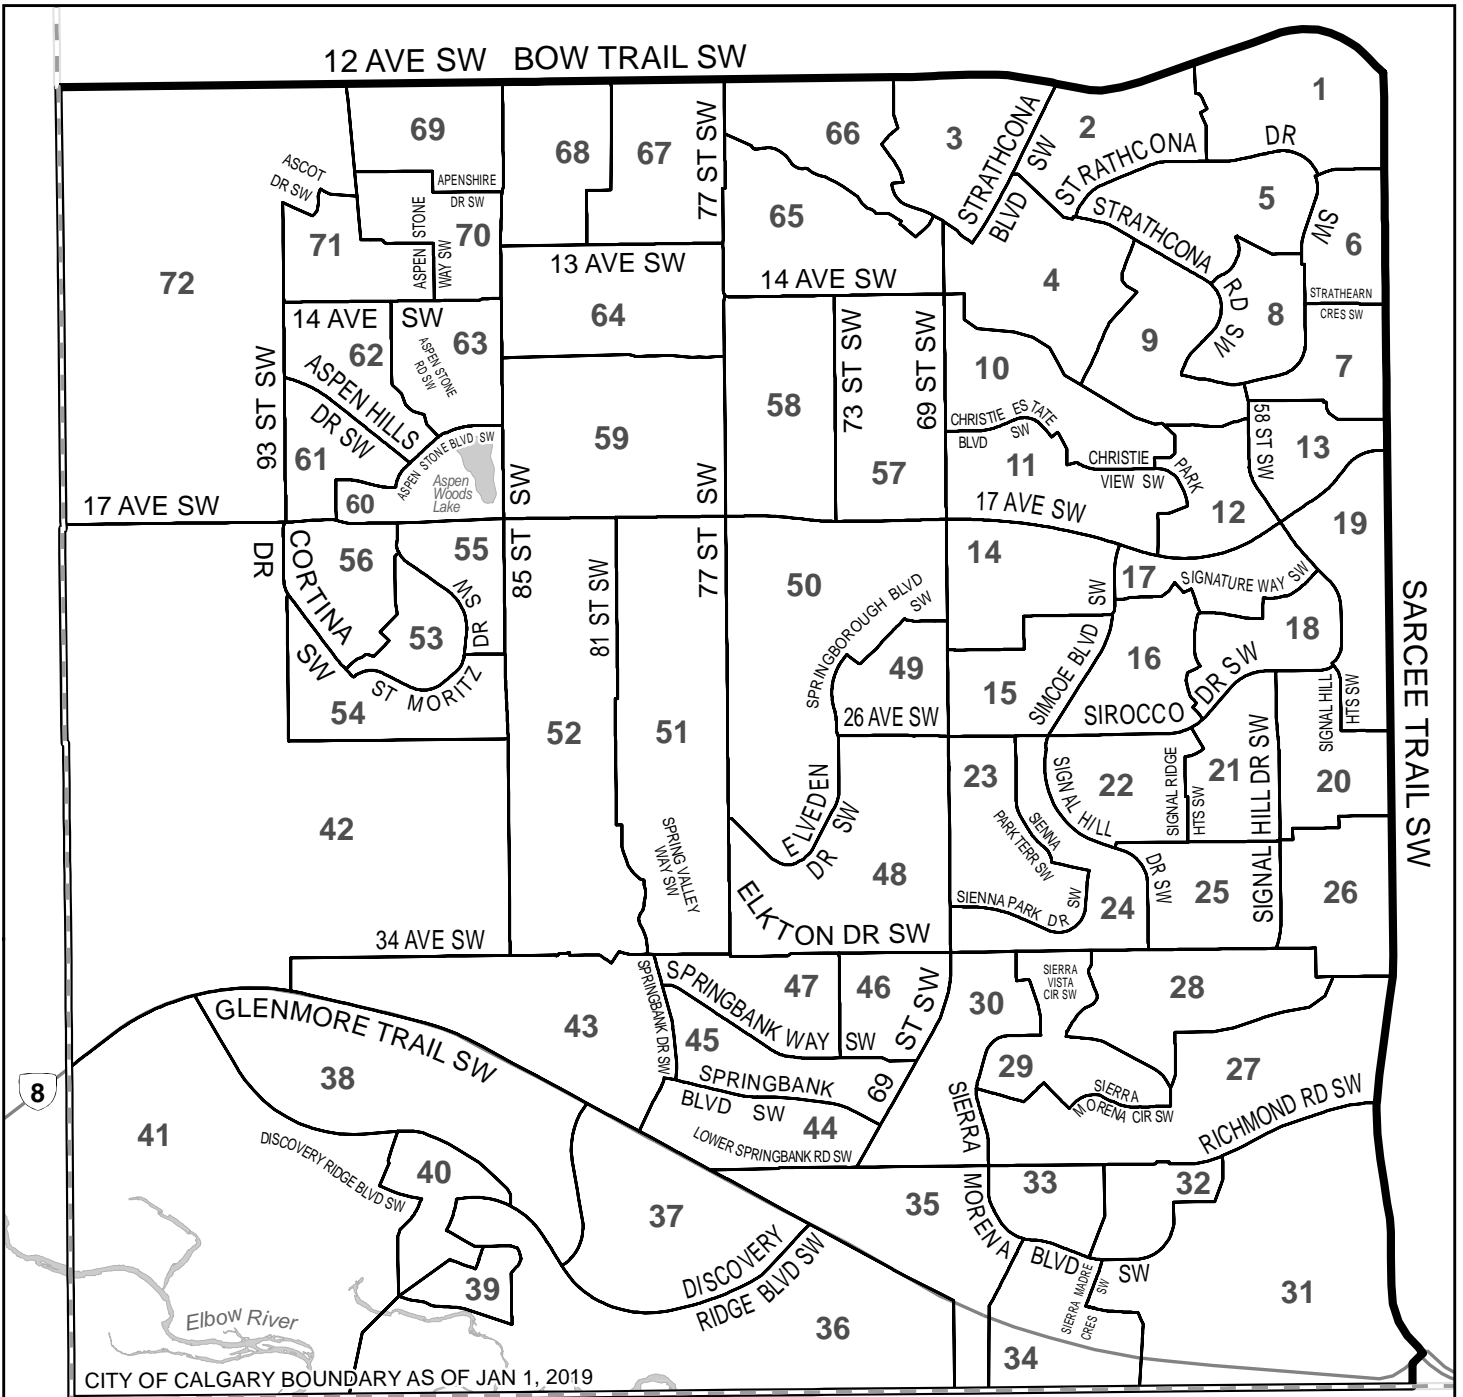 12 AVE SW BOW TRAIL SW
1
2
3
66
67
68
69
77 ST SW
STRATHCONA
BLVD SW
STRATHCONA DR SW
ASCOT
DR SW
APENSHIRE
DR SW
ASPEN STONE
WAY SW
70
71
72
65
5
6
STRATHCONA RD SW
13 AVE SW
14 AVE SW
4
STRATHEARN
CRES SW
8
9
7
64
14 AVE SW
62
63
ASPEN STONE
RD SW
93 ST SW
ASPEN HILLS
DR SW
73 ST SW
69 ST SW
10
58
59
CHRISTIE ESTATE
BLVD SW
58 ST SW
13
61
ASPEN STONE BLVD SW
Aspen
Woods
Lake
60
57
11
CHRISTIE
VIEW SW
PARK
12
17 AVE SW
17 AVE SW
19
CORTINA
DR SW
56
55
85 ST SW
81 ST SW
77 ST SW
50
14
17
SIGNATURE WAY SW
18
SPRINGBOROUGH BLVD
SW
53
ST MORITZ DR SW
54
49
26 AVE SW
15
SIMCOE BLVD SW
16
SIROCCO DR SW
SIGNAL HILL
HTS SW
SARCEE TRAIL SW
52
51
23
22
21
20
SIGNAL RIDGE
HTS SW
SIGNAL HILL DR SW
SIGNAL HILL DR SW
42
ELVEDEN
DR SW
SIENNA
PARK TERR SW
SPRING VALLEY
WAY SW
48
SIENNA PARK DR SW
24
25
26
34 AVE SW
ELKTON DR SW
SPRINGBANK DR SW
SPRINGBANK WAY SW
47
46
69 ST SW
30
SIERRA
VISTA
CIR SW
28
GLENMORE TRAIL SW
43
45
8
38
SPRINGBANK
BLVD SW
29
SIERRA
MORENA CIR SW
27
RICHMOND RD SW
44
LOWER SPRINGBANK RD SW
41
DISCOVERY RIDGE BLVD SW
40
SIERRA MORENA BLVD SW
33
32
35
37
DISCOVERY
RIDGE BLVD SW
39
SIERRA MADRE
CRES SW
31
Elbow River
36
34
CITY OF CALGARY BOUNDARY AS OF JAN 1, 2019